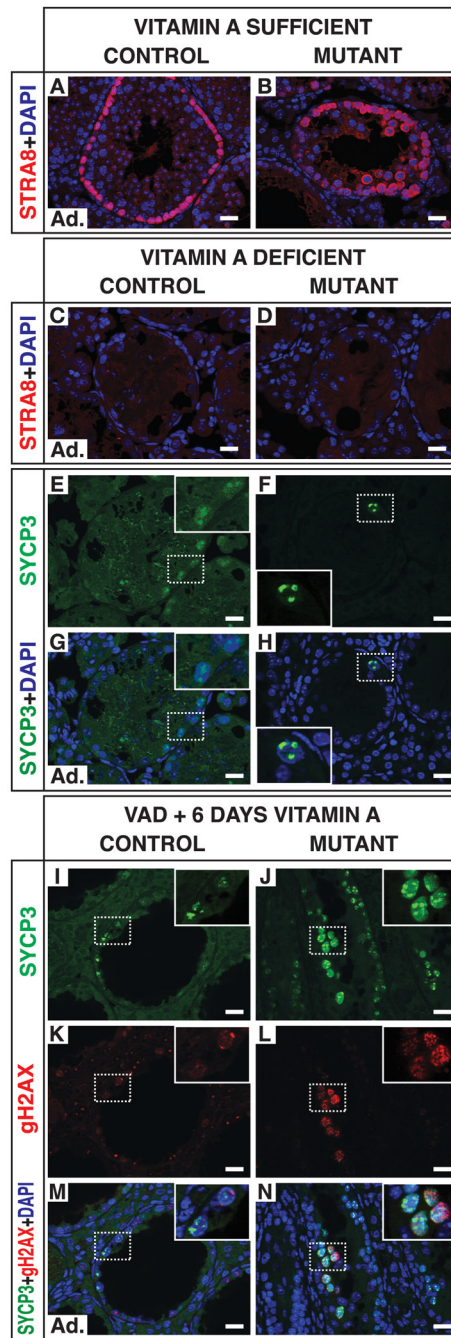 VITAMIN A SUFFICIENT
CONTROL MUTANT
STRA8+DAPI
A
B
Ad.
VITAMIN A DEFICIENT
CONTROL MUTANT
STRA8+DAPI
C
D
Ad.
SYCP3
E
F
SYCP3+DAPI
G
H
Ad.
VAD + 6 DAYS VITAMIN A
CONTROL MUTANT
SYCP3
I
J
gH2AX
K
L
SYCP3+gH2AX+DAPI
M
N
Ad.